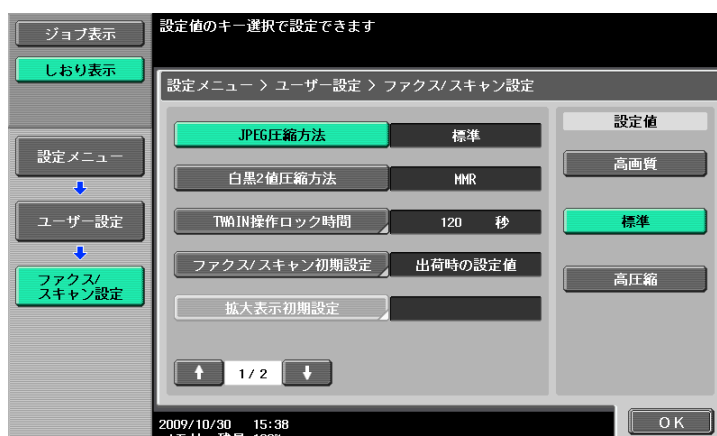 ジョブ表示
設定値のキー選択で設定できます
しおり表示
設定メニュー > ユーザー設定 > ファクス/スキャン設定
JPEG圧縮方法
標準
設定値
白黒2値圧縮方法
MMR
高画質
設定メニュー
TWAIN操作ロック時間
120 秒
標準
ユーザー設定
ファクス/スキャン初期設定
出荷時の設定値
高圧縮
ファクス/
スキャン設定
拡大表示初期設定
1/2
2009/10/30 15:38
OK